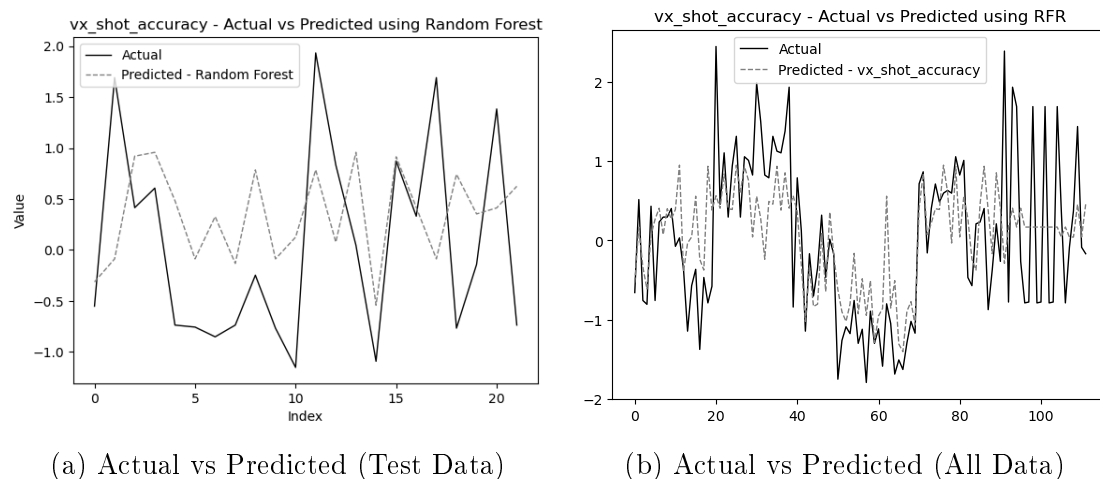 vx_shot_accuracy - Actual vs Predicted using Random Forest
Actual
Predicted - Random Forest
2.0
1.5
1.0
0.5
0.0
−0.5
−1.0
Value
0 5 10 15 20
Index
(a) Actual vs Predicted (Test Data)
vx_shot_accuracy - Actual vs Predicted using RFR
Actual
Predicted - vx_shot_accuracy
2
1
0
−1
−2
0 20 40 60 80 100
(b) Actual vs Predicted (All Data)